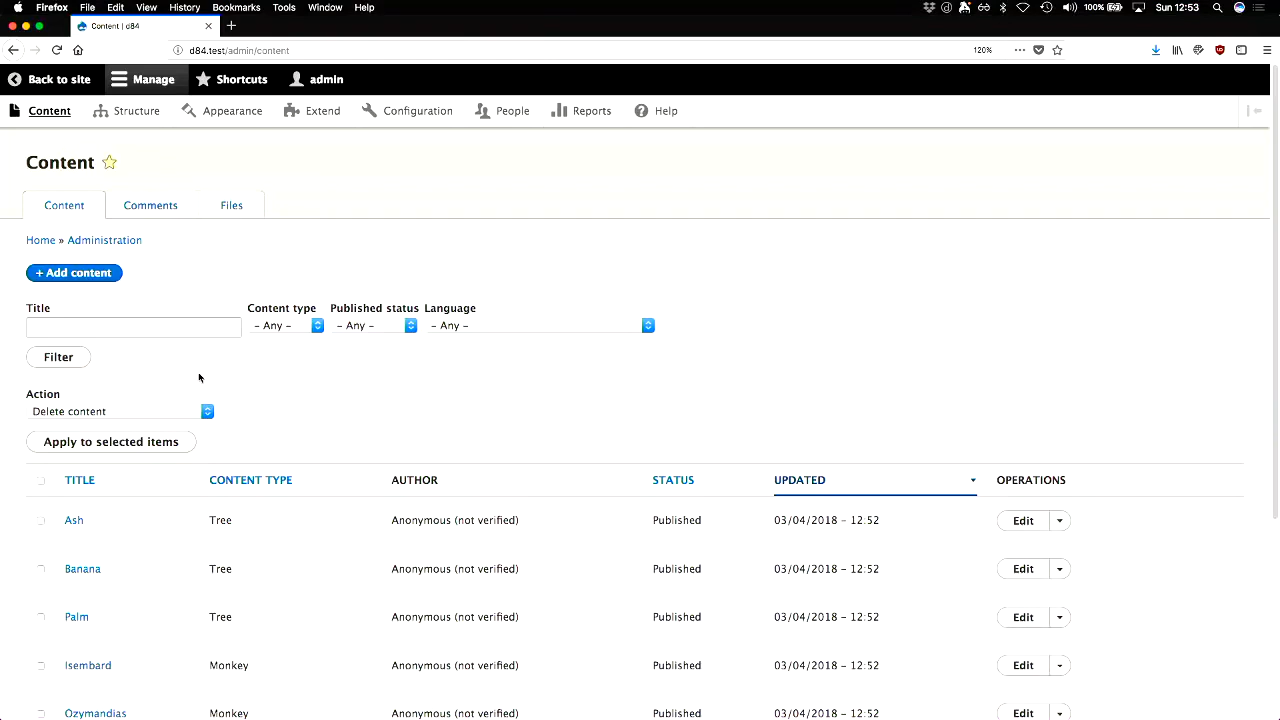 Firefox File Edit View History Bookmarks Tools Window Help 100% Sun 12:53
Content | d84
d84.test/admin/content 120%
Back to site Manage Shortcuts admin
Content Structure Appearance Extend Configuration People Reports Help
Content
Content Comments Files
Home » Administration
+ Add content
Title Content type Published status Language
– Any – – Any – – Any –
Filter
Action
Delete content
Apply to selected items
TITLE CONTENT TYPE AUTHOR STATUS UPDATED OPERATIONS
Ash Tree Anonymous (not verified) Published 03/04/2018 – 12:52 Edit
Banana Tree Anonymous (not verified) Published 03/04/2018 – 12:52 Edit
Palm Tree Anonymous (not verified) Published 03/04/2018 – 12:52 Edit
Isembard Monkey Anonymous (not verified) Published 03/04/2018 – 12:52 Edit
Ozymandias Monkey Anonymous (not verified) Published 03/04/2018 – 12:52 Edit